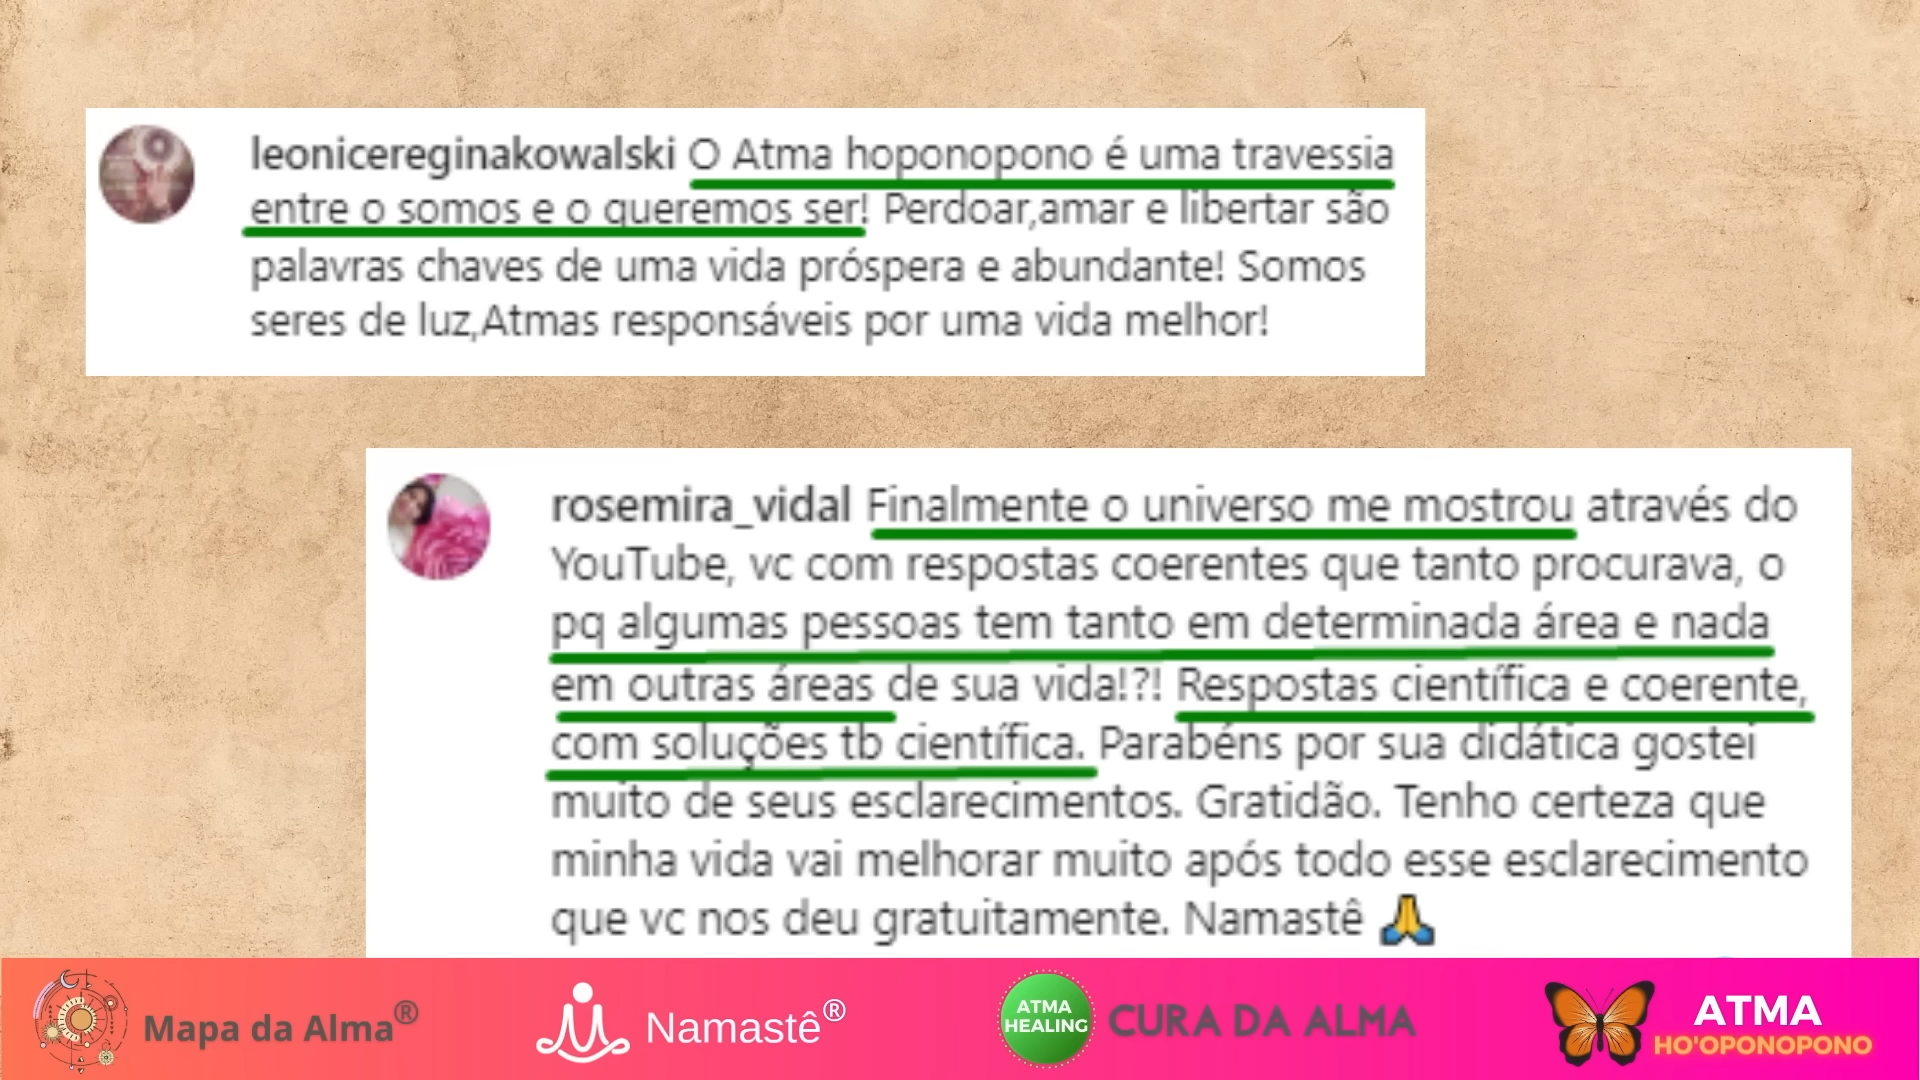 leonicereginakowalski O Atma hoponopono é uma travessia
entre o somos e o queremos ser! Perdoar,amar e libertar são
palavras chaves de uma vida próspera e abundante! Somos
seres de luz,Atmas responsáveis por uma vida melhor!
rosemira_vidal Finalmente o universo me mostrou através do
YouTube, vc com respostas coerentes que tanto procurava, o
pq algumas pessoas tem tanto em determinada área e nada
em outras áreas de sua vida!?! Respostas científica e coerente,
com soluções tb científica. Parabéns por sua didática gostei
muito de seus esclarecimentos. Gratidão. Tenho certeza que
minha vida vai melhorar muito após todo esse esclarecimento
que vc nos deu gratuitamente. Namastê 🙏
Mapa da Alma®
Namastê®
ATMA
HEALING
CURA DA ALMA
ATMA
HO'OPONOPONO